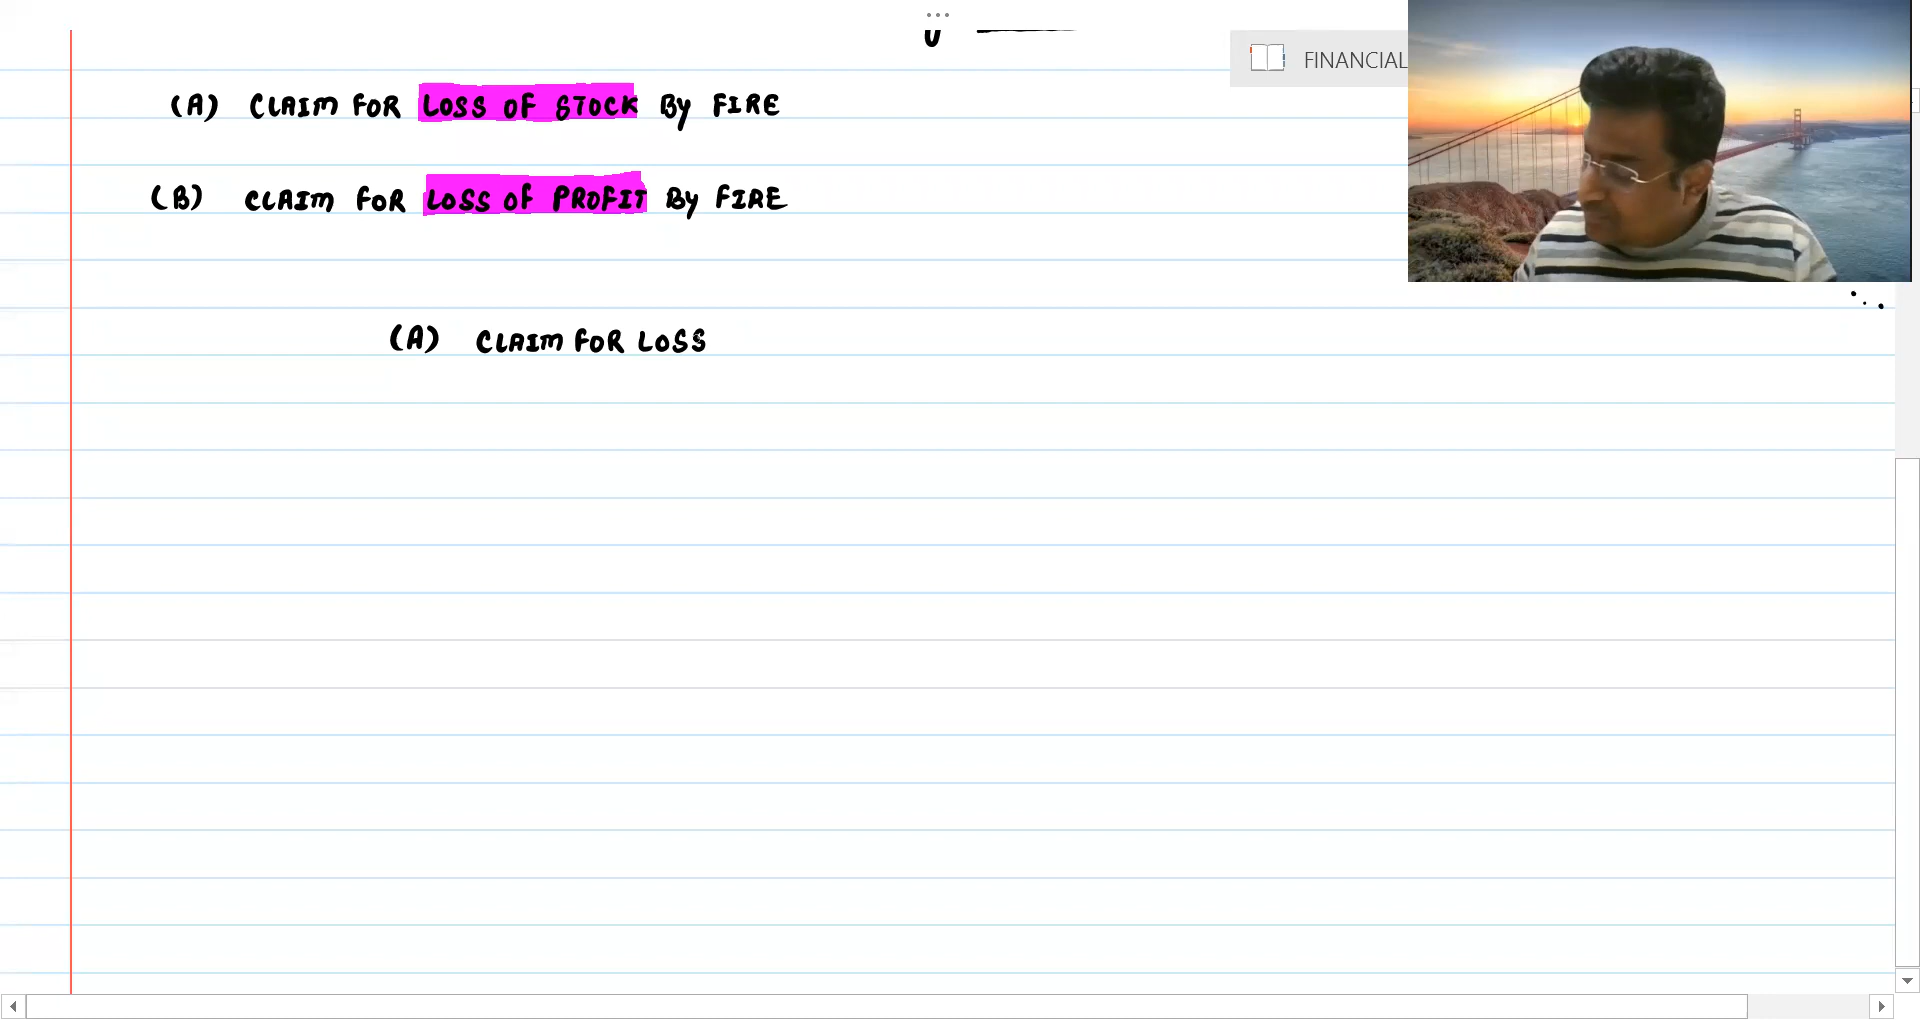 FINANCIAL
(A) CLAIM FOR LOSS OF STOCK By FIRE
(B) CLAIM FOR LOSS OF PROFIT By FIRE
(A) CLAIM FOR LOSS